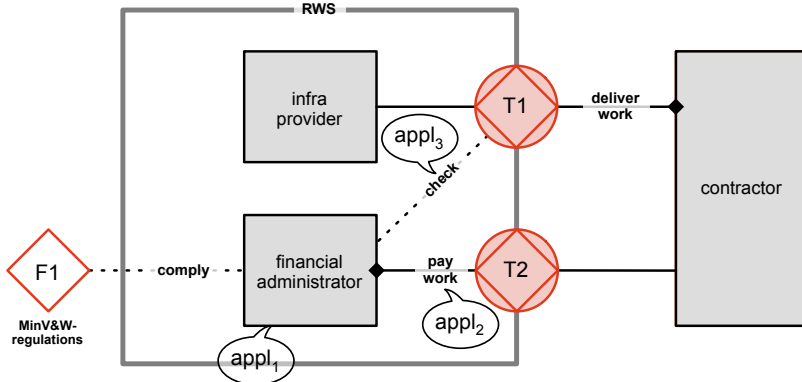 RWS
infra
provider
T1
deliver
work
appl3
check
contractor
F1
comply
financial
administrator
pay
work
T2
MinV&W-
regulations
appl2
appl1